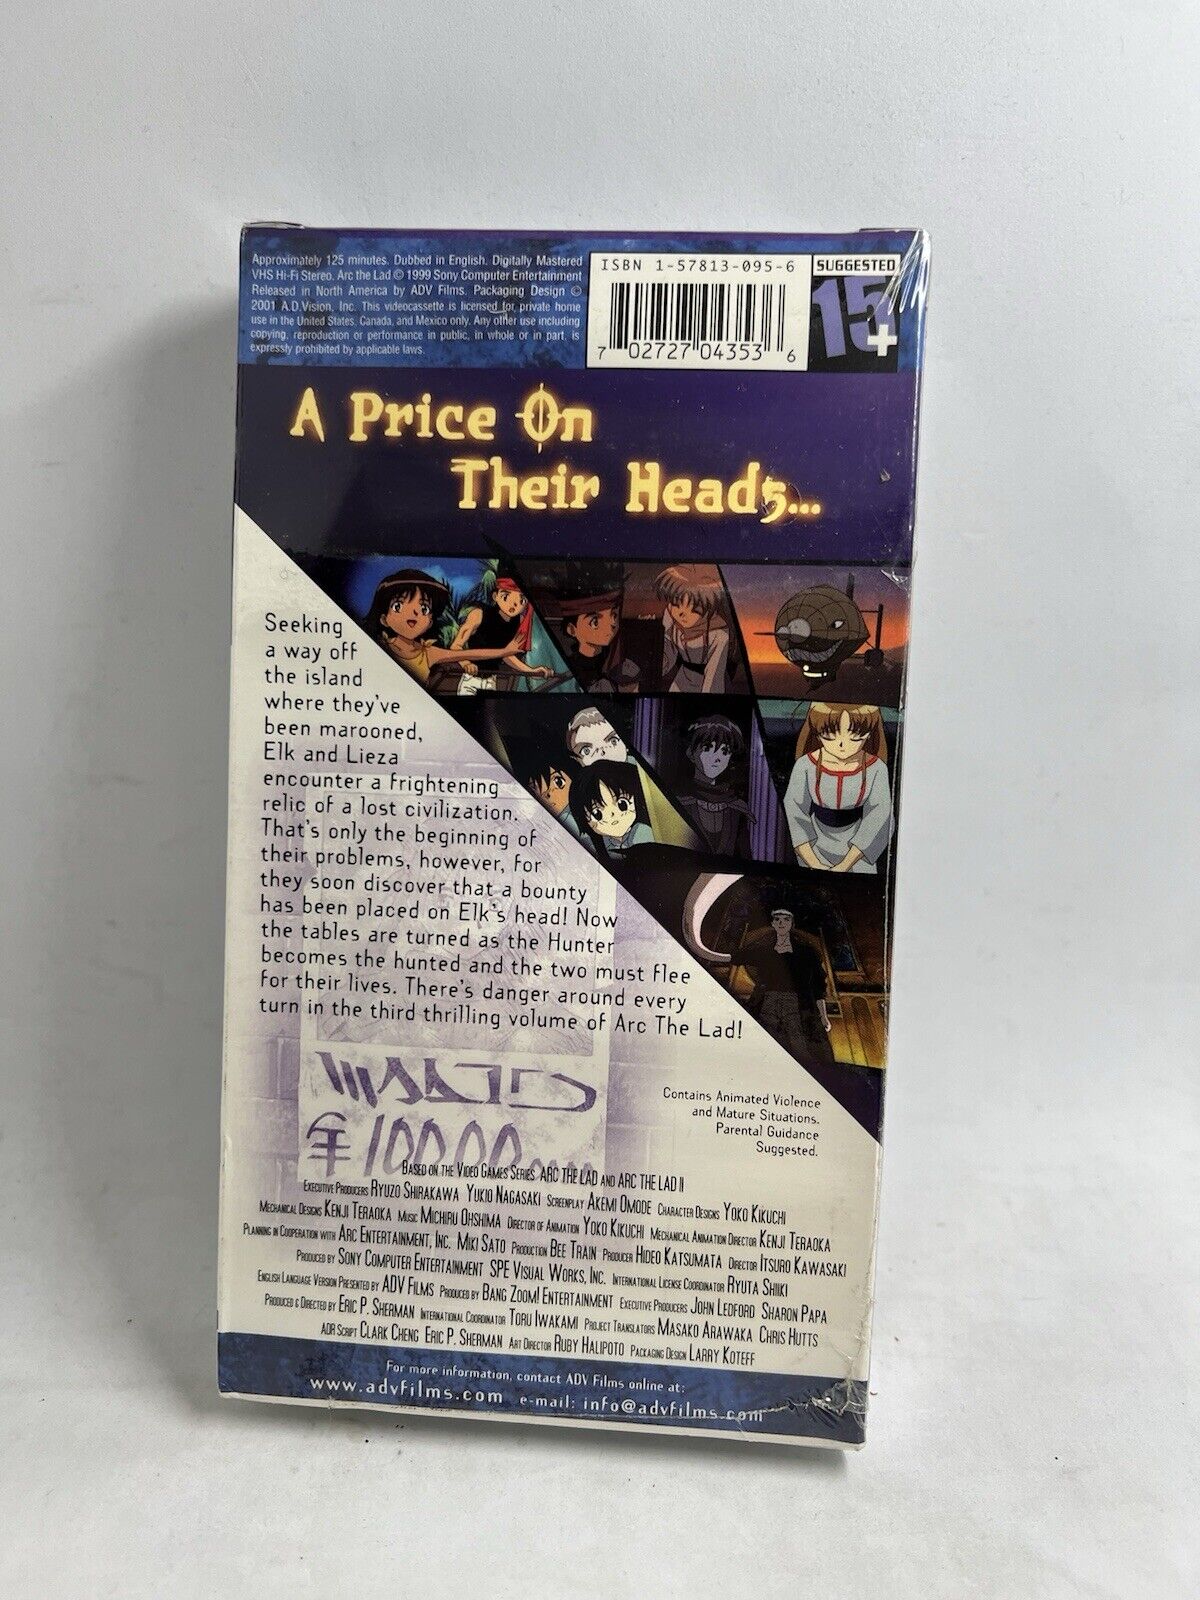 Approximately 125 minutes. Dubbed in English. Digitally Mastered
VHS Hi-Fi Stereo. Arc the Lad © 1999 Sony Computer Entertainment
Released in North America by ADV Films. Packaging Design ©
2001 A.D.Vision, Inc. This videocassette is licensed for private home
use in the United States, Canada, and Mexico only. Any other use including
copying, reproduction or performance in public, in whole or in part, is
expressly prohibited by applicable laws.
ISBN 1-57813-095-6
7 02727 04353 6
SUGGESTED
15+
A Price On
Their Heads...
Seeking
a way off
the island
where they've
been marooned,
Elk and Lieza
encounter a frightening
relic of a lost civilization.
That's only the beginning of
their problems, however, for
they soon discover that a bounty
has been placed on Elk's head! Now
the tables are turned as the Hunter
becomes the hunted and the two must flee
for their lives. There's danger around every
turn in the third thrilling volume of Arc The Lad!
Contains Animated Violence
and Mature Situations.
Parental Guidance
Suggested.
Based on the Video Games Series ARC THE LAD and ARC THE LAD II
Executive Producers Ryuzo Shirakawa Yukio Nagasaki Screenplay Akemi Omode Character Designs Yoko Kikuchi
Mechanical Designs Kenji Teraoka Music Michiru Ohshima Director of Animation Yoko Kikuchi Mechanical Animation Director Kenji Teraoka
Planning in Cooperation with Arc Entertainment, Inc. Miki Sato Production Bee Train Producer Hideo Katsumata Director Itsuro Kawasaki
Produced by Sony Computer Entertainment SPE Visual Works, Inc. International License Coordinator Ryuta Shiiki
English Language Version Presented by ADV Films Produced by Bang Zoom! Entertainment Executive Producers John Ledford Sharon Papa
Produced & Directed by Eric P. Sherman International Coordinator Toru Iwakami Project Translators Masako Arawaka Chris Hutts
ADR Script Clark Cheng Eric P. Sherman Art Director Ruby Halipoto Packaging Design Larry Koteff
For more information, contact ADV Films online at:
www.advfilms.com e-mail: info@advfilms.com